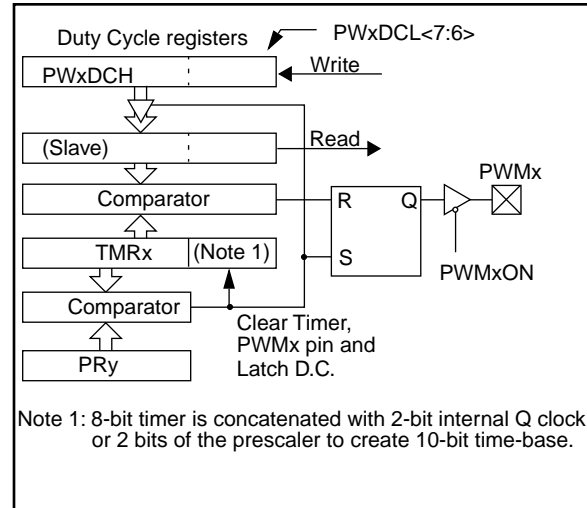 Duty Cycle registers
PWxDCL<7:6>
PWxDCH
Write
(Slave)
Read
Comparator
R
Q
PWMx
TMRx
(Note 1)
S
PWMxON
Comparator
Clear Timer,
PWMx pin and
Latch D.C.
PRy
Note 1: 8-bit timer is concatenated with 2-bit internal Q clock
or 2 bits of the prescaler to create 10-bit time-base.